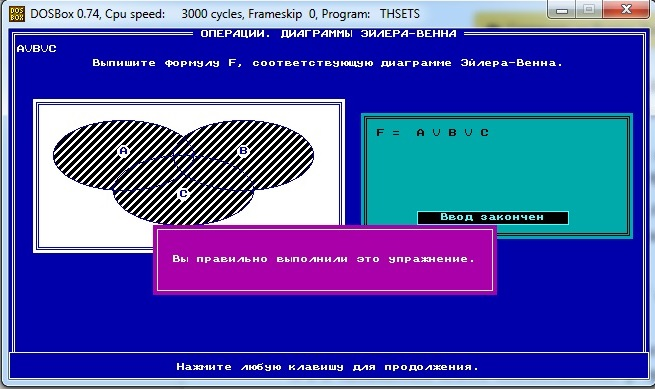 DOSBox 0.74, Cpu speed: 3000 cycles, Frameskip 0, Program: THSETS
ОПЕРАЦИИ. ДИАГРАММЫ ЭЙЛЕРА-ВЕННА
AVBVC
Выпишите формулу F, соответствующую диаграмме Эйлера-Венна.
A
B
C
F = A ∪ B ∪ C
Ввод закончен
Вы правильно выполнили это упражнение.
Нажмите любую клавишу для продолжения.